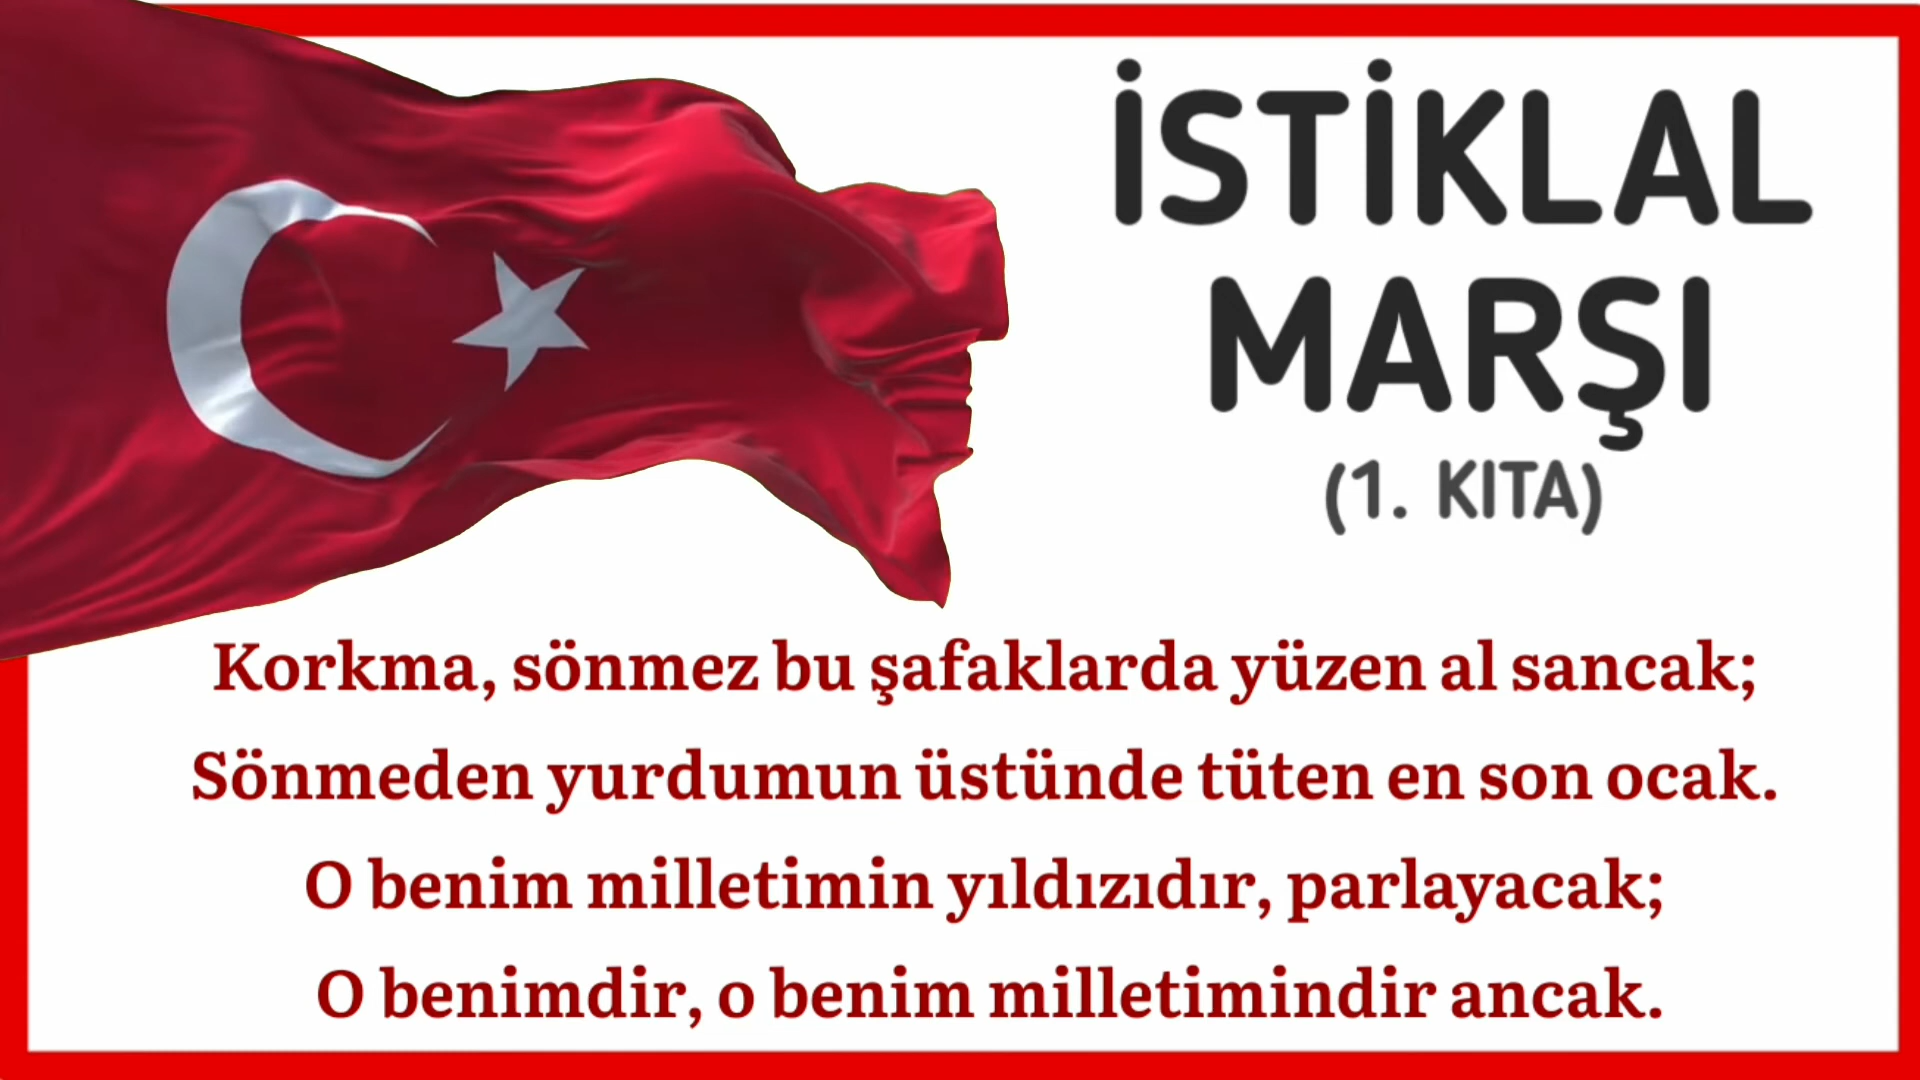 İSTİKLAL
MARŞI
(1. KITA)
Korkma, sönmez bu şafaklarda yüzen al sancak;
Sönmeden yurdumun üstünde tüten en son ocak.
O benim milletimin yıldızıdır, parlayacak;
O benimdir, o benim milletimindir ancak.